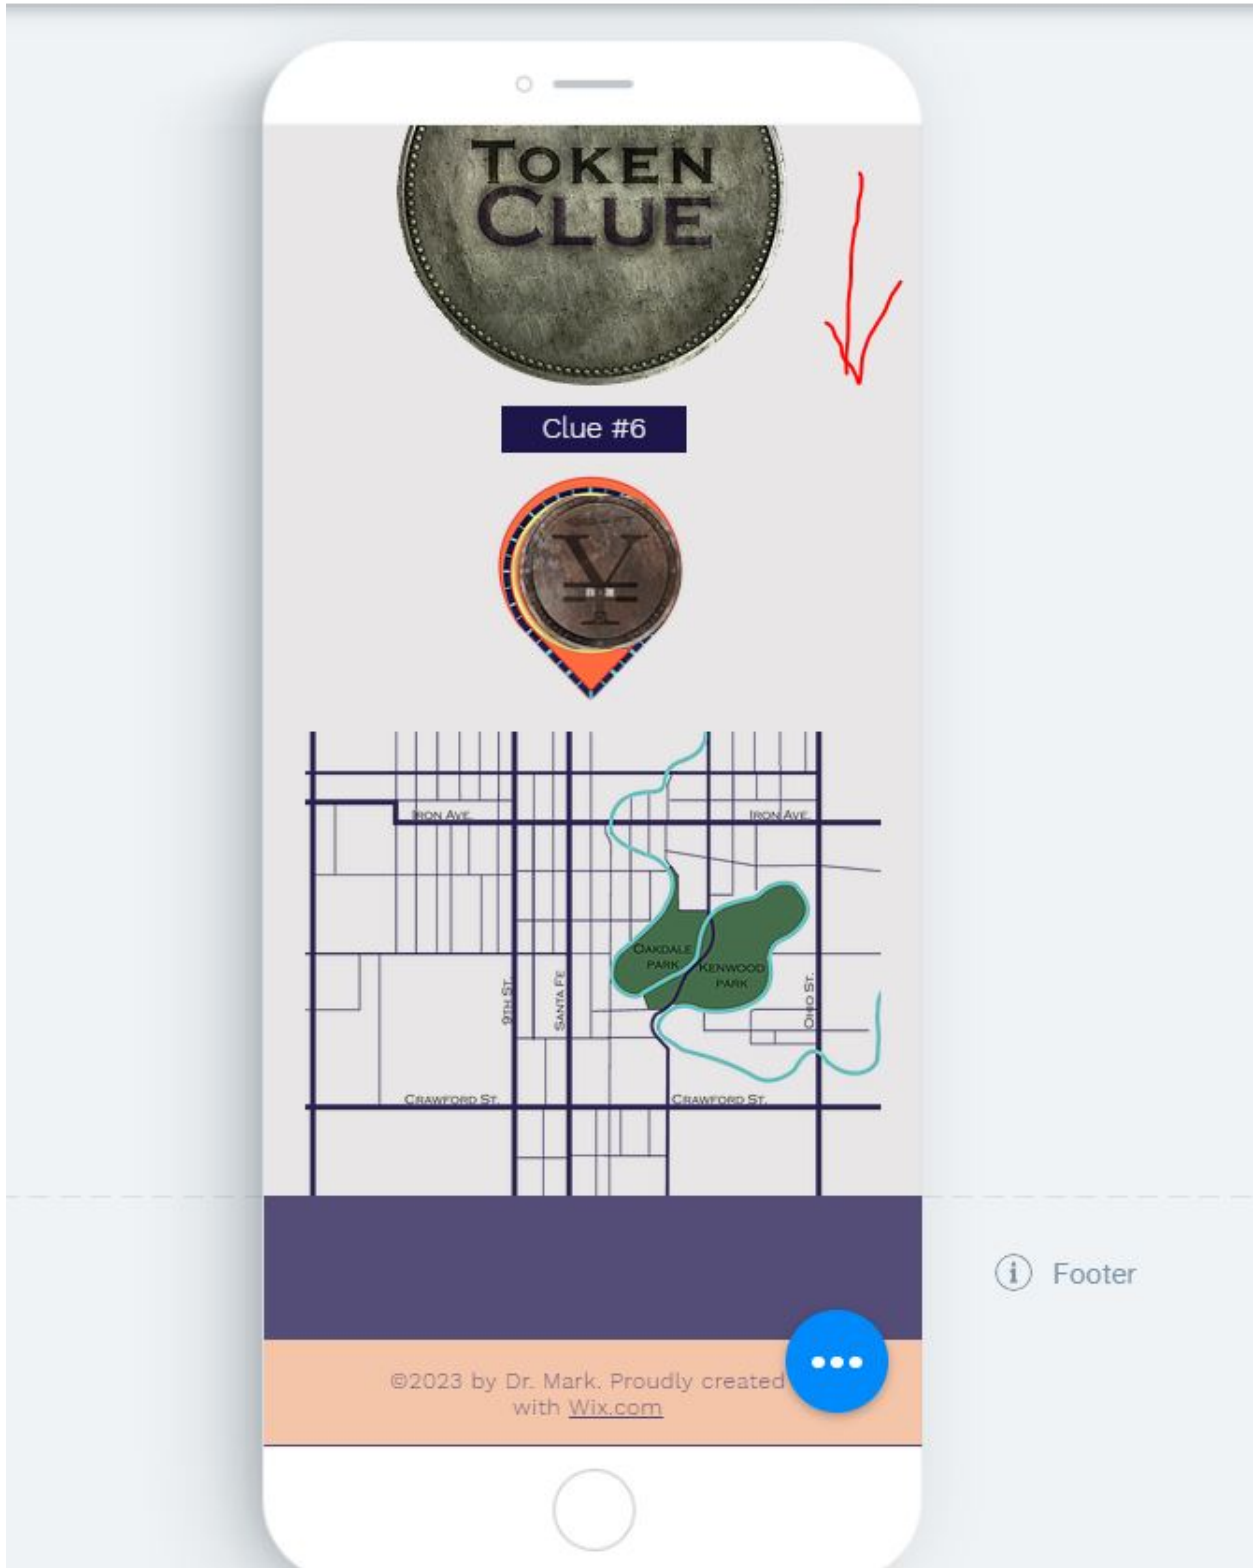 TOKEN
CLUE
Clue #6
IRON AVE.
IRON AVE.
OAKDALE
PARK
KENWOOD
PARK
9TH ST.
SANTA FE
OHIO ST.
CRAWFORD ST.
CRAWFORD ST.
Footer
©2023 by Dr. Mark. Proudly created
with Wix.com